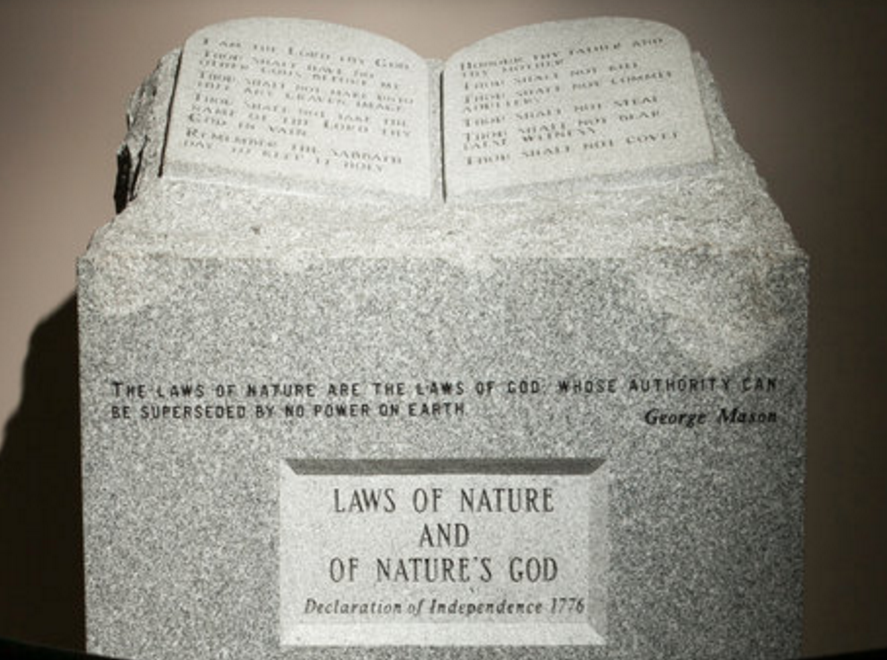 I AM THE LORD THY GOD
THOU SHALT HAVE NO
OTHER GODS BEFORE ME
THOU SHALT NOT MAKE UNTO
THEE ANY GRAVEN IMAGE
THOU SHALT NOT TAKE THE
NAME OF THE LORD THY
GOD IN VAIN
REMEMBER THE SABBATH
DAY TO KEEP IT HOLY
HONOUR THY FATHER AND
THY MOTHER
THOU SHALT NOT KILL
THOU SHALT NOT COMMIT
ADULTERY
THOU SHALT NOT STEAL
THOU SHALT NOT BEAR
FALSE WITNESS
THOU SHALT NOT COVET
THE LAWS OF NATURE ARE THE LAWS OF GOD, WHOSE AUTHORITY CAN
BE SUPERSEDED BY NO POWER ON EARTH.
George Mason
LAWS OF NATURE
AND
OF NATURE'S GOD
Declaration of Independence 1776